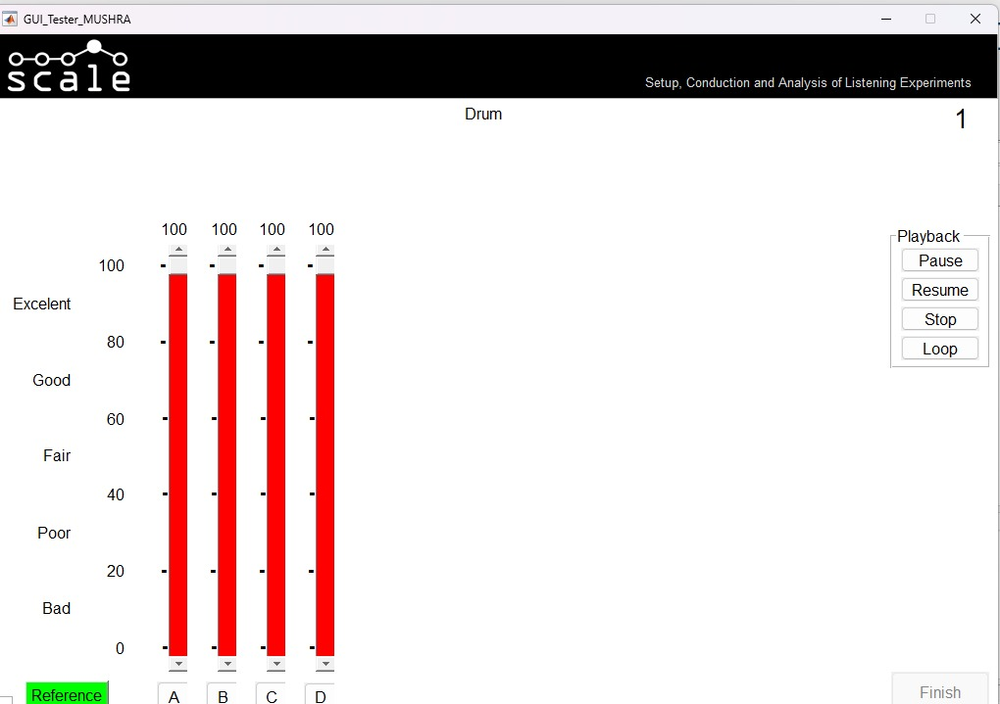 GUI_Tester_MUSHRA
scale
Setup, Conduction and Analysis of Listening Experiments
Drum
1
100 100 100 100
Playback
Pause
100
Resume
Excelent
Stop
80
Loop
Good
60
Fair
40
Poor
20
Bad
0
Reference A B C D Finish